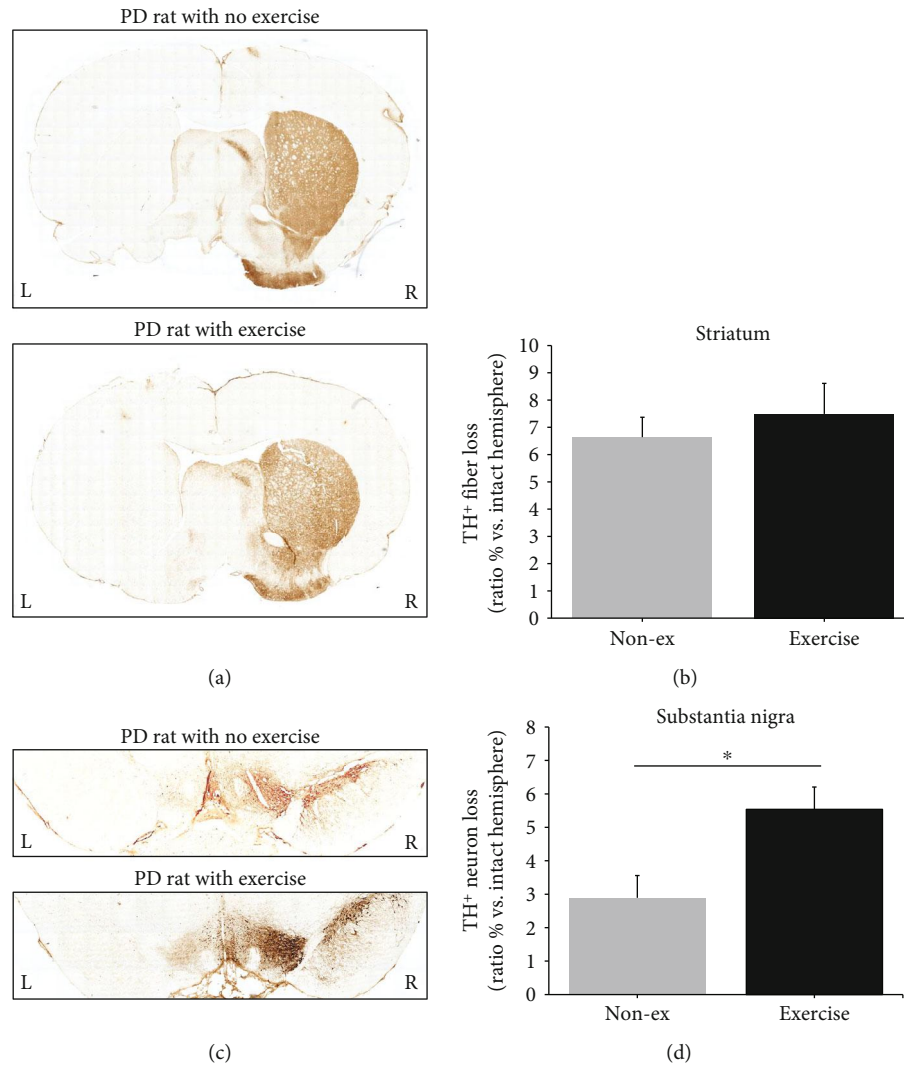 PD rat with no exercise
L
R
PD rat with exercise
L
R
(a)
Striatum
TH⁺ fiber loss
(ratio % vs. intact hemisphere)
10
9
8
7
6
5
4
3
2
1
0
Non-ex
Exercise
(b)
PD rat with no exercise
L
R
PD rat with exercise
L
R
(c)
Substantia nigra
TH⁺ neuron loss
(ratio % vs. intact hemisphere)
8
7
6
5
4
3
2
1
0
*
Non-ex
Exercise
(d)